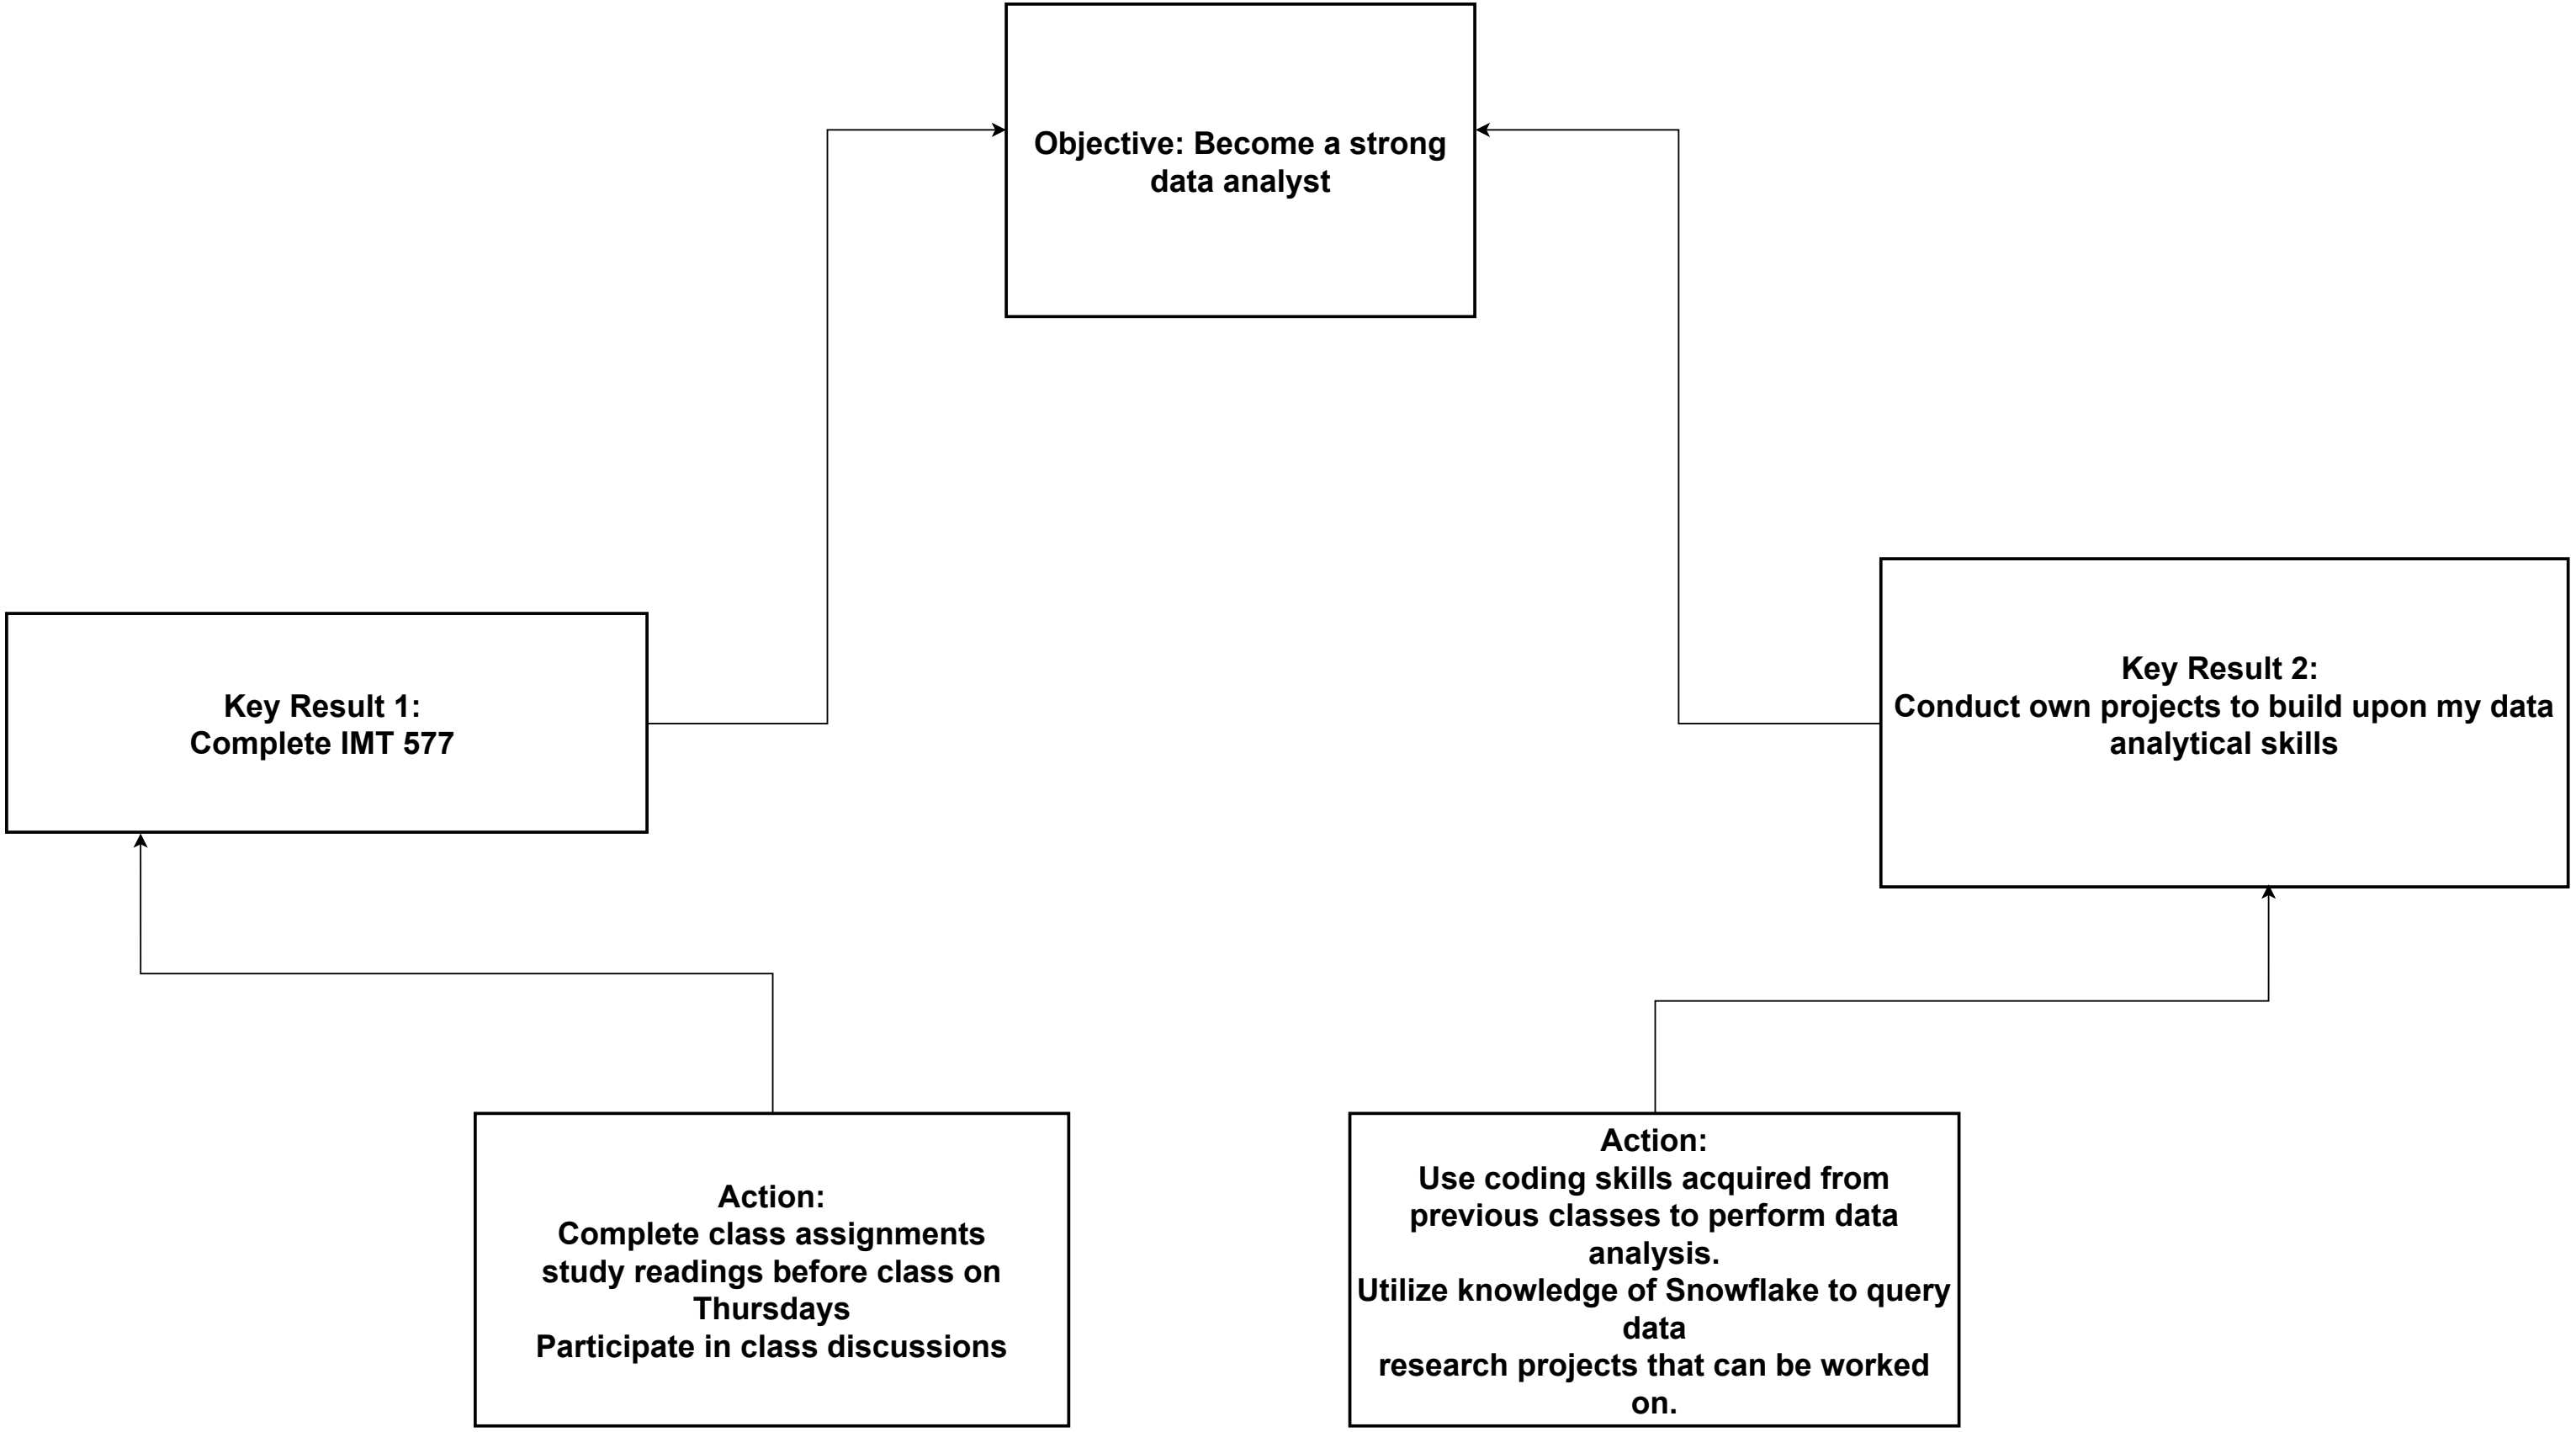 Objective: Become a strong
data analyst
Key Result 1:
Complete IMT 577
Key Result 2:
Conduct own projects to build upon my data
analytical skills
Action:
Complete class assignments
study readings before class on
Thursdays
Participate in class discussions
Action:
Use coding skills acquired from
previous classes to perform data
analysis.
Utilize knowledge of Snowflake to query
data
research projects that can be worked
on.